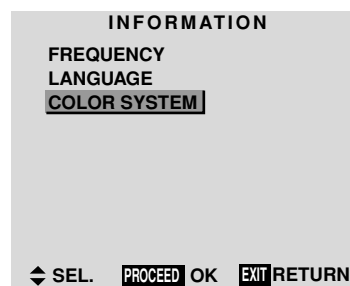 INFORMATION
FREQUENCY
LANGUAGE
COLOR SYSTEM
SEL. PROCEED OK EXIT RETURN